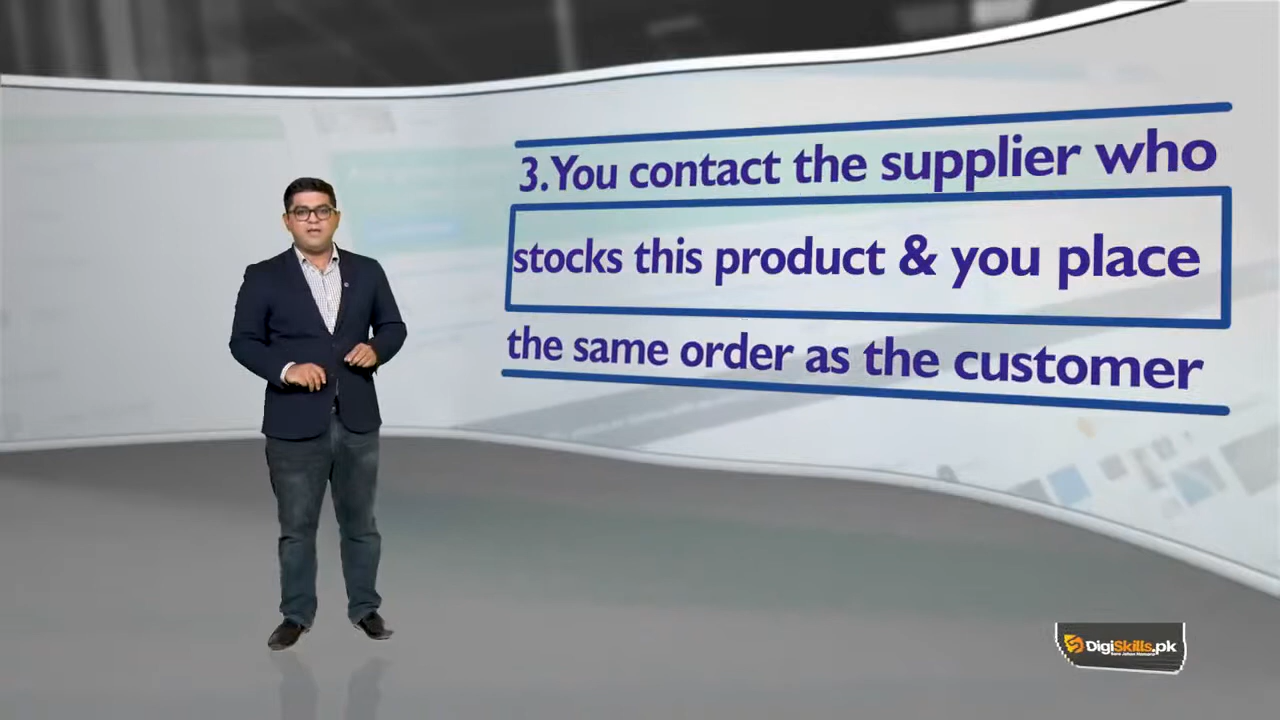 3. You contact the supplier who
stocks this product & you place
the same order as the customer
DigiSkills.pk